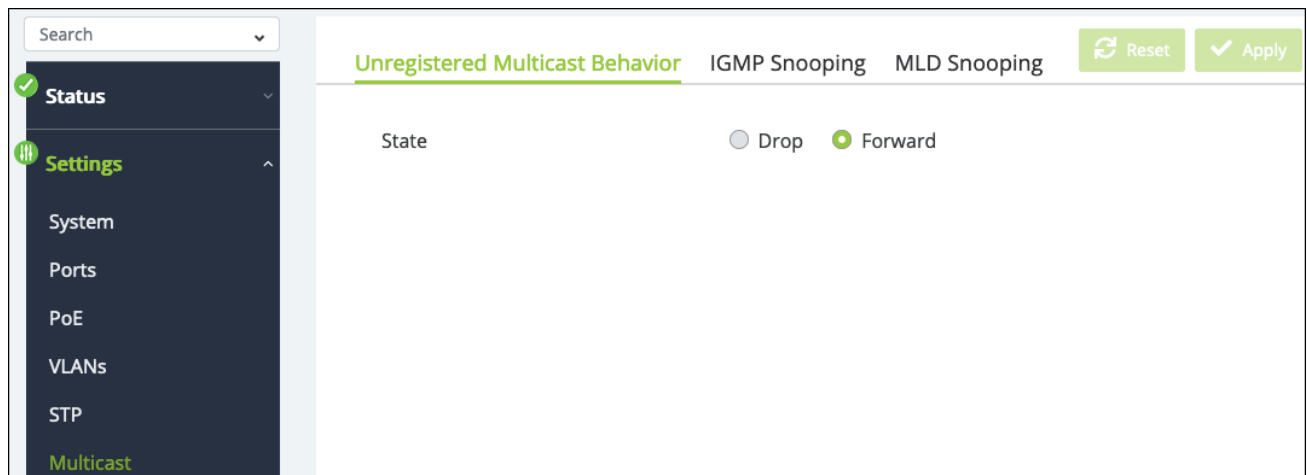 Search
Status
Settings
System
Ports
PoE
VLANs
STP
Multicast
Unregistered Multicast Behavior IGMP Snooping MLD Snooping Reset Apply
State Drop Forward